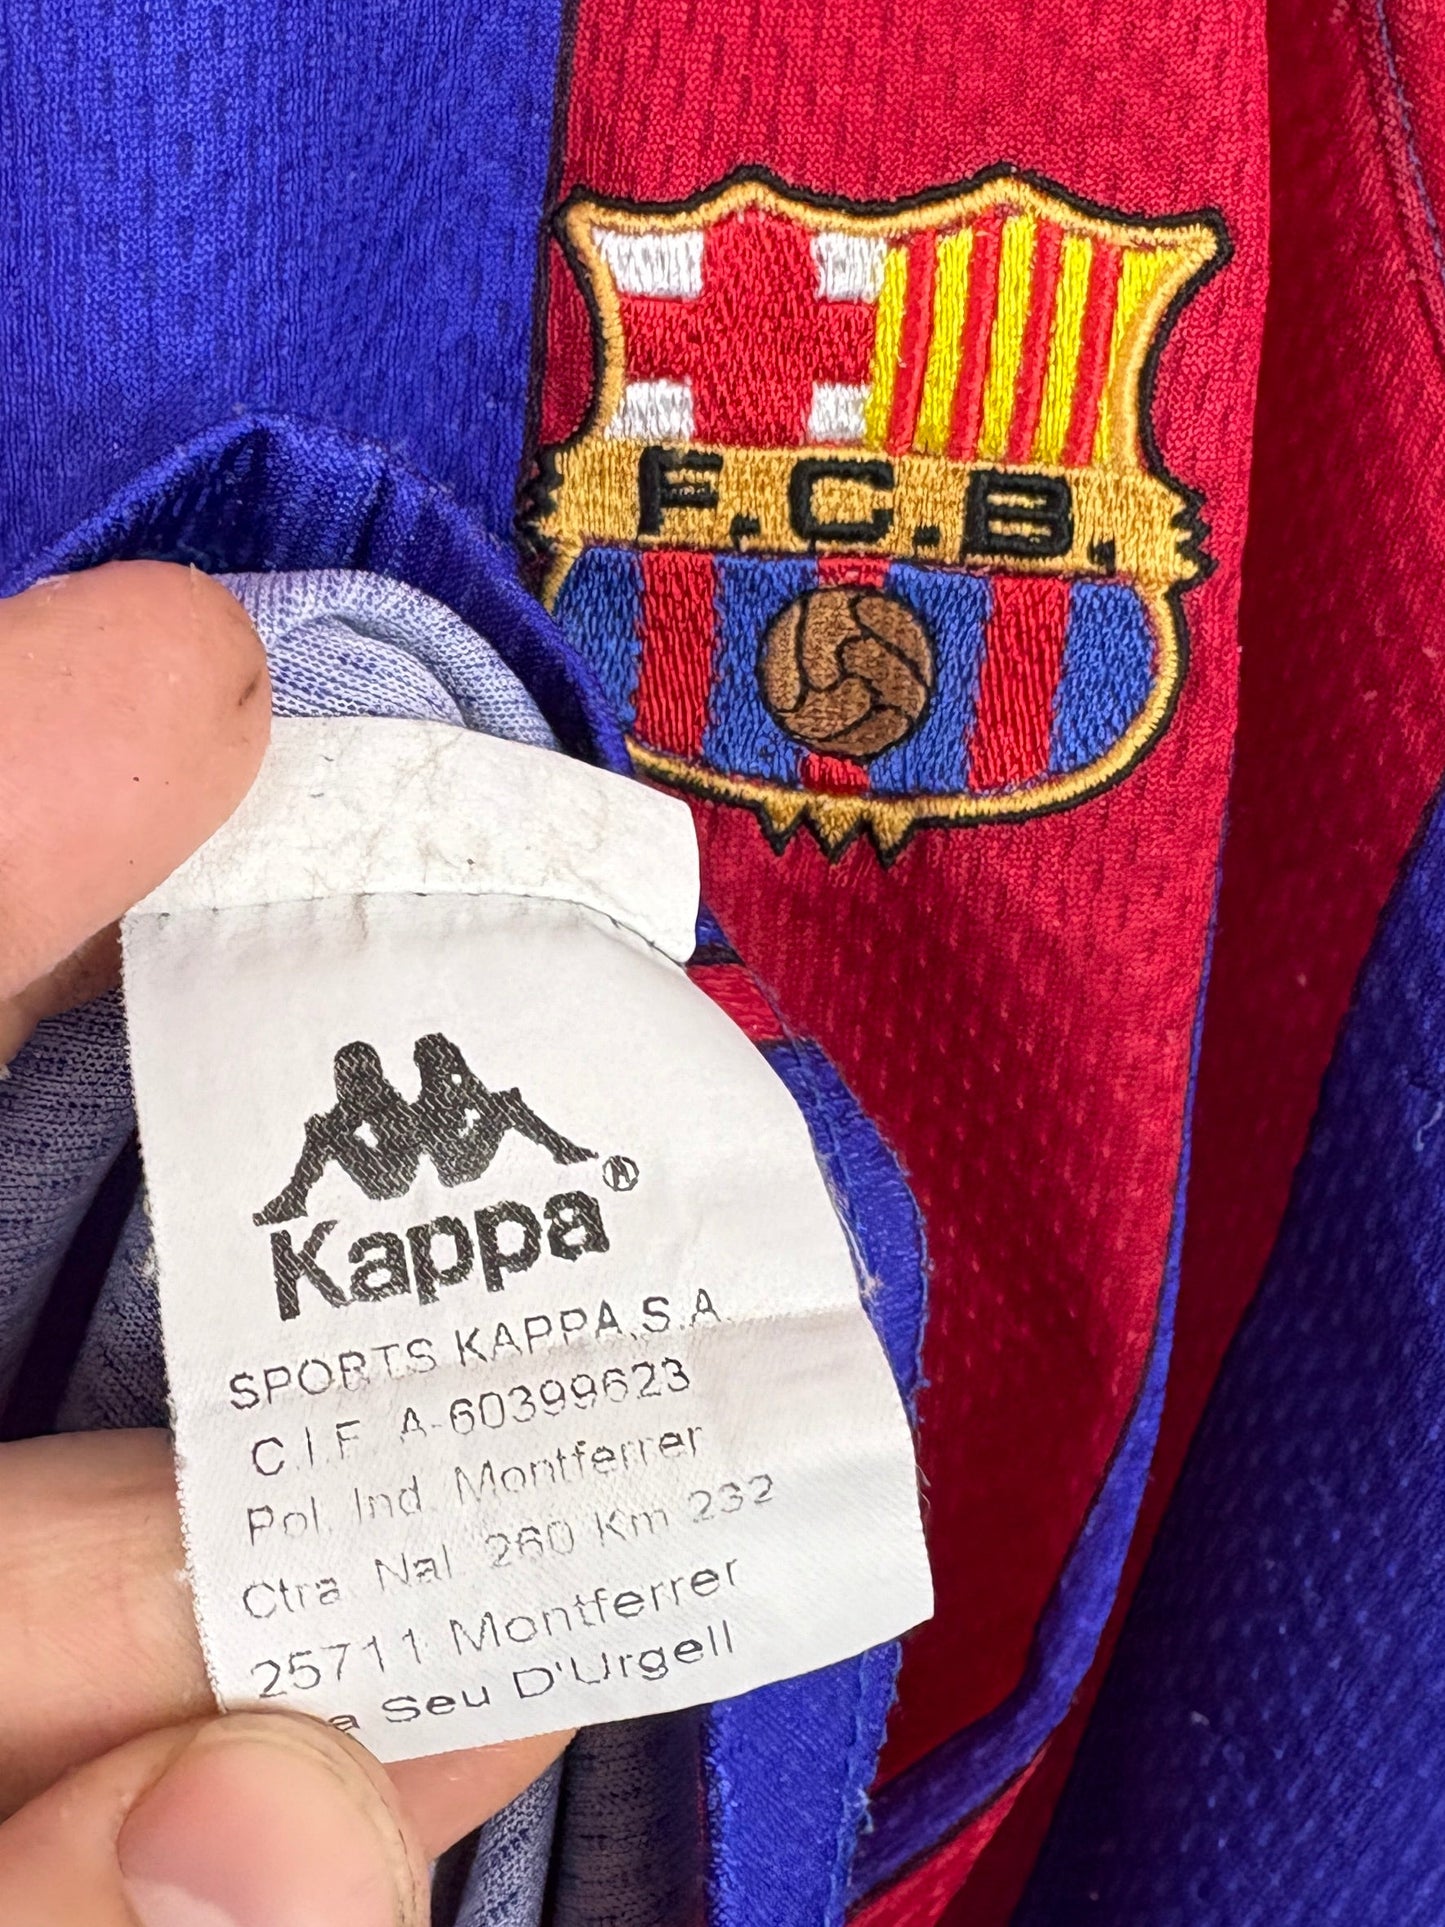 F.C.B.
Kappa®
SPORTS KAPPA.S.A.
C.I.F. A-60399623
Pol. Ind. Montferrer
Ctra. Nal. 260 Km 232
25711 Montferrer
Seu D'Urgell